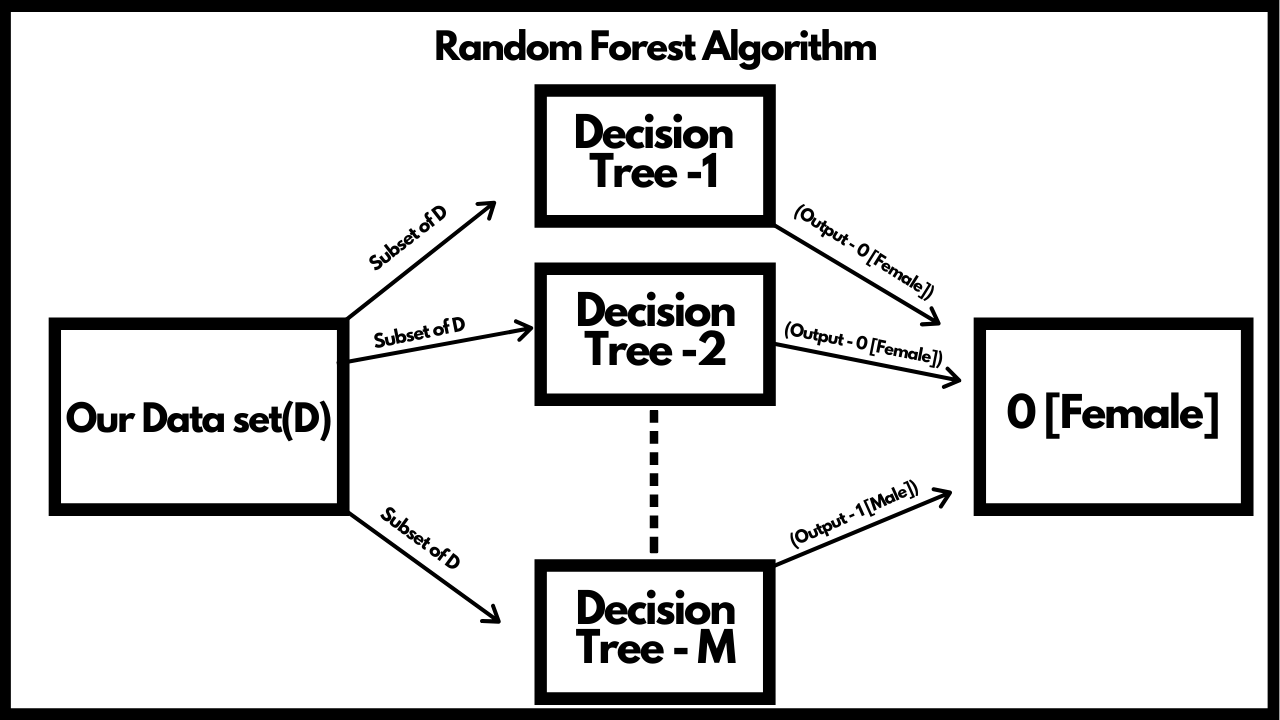 Random Forest Algorithm
Decision
Tree -1
Subset of D
(Output - 0 [Female])
Decision
Tree -2
Subset of D
(Output - 0 [Female])
Our Data set(D)
0 [Female]
Subset of D
(Output - 1 [Male])
Decision
Tree - M